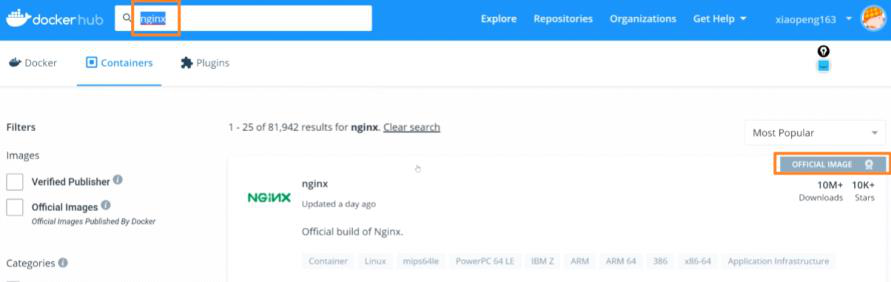 dockerhub nginx Explore Repositories Organizations Get Help xiaopeng163
Docker Containers Plugins
Filters
1 - 25 of 81,942 results for nginx. Clear search
Most Popular
Images
Verified Publisher
Official Images
Official Images Published By Docker
Categories
OFFICIAL IMAGE
NGINX
nginx
Updated a day ago
10M+ 10K+
Downloads Stars
Official build of Nginx.
Container Linux mips64le PowerPC 64 LE IBM Z ARM ARM 64 386 x86-64 Application Infrastructure